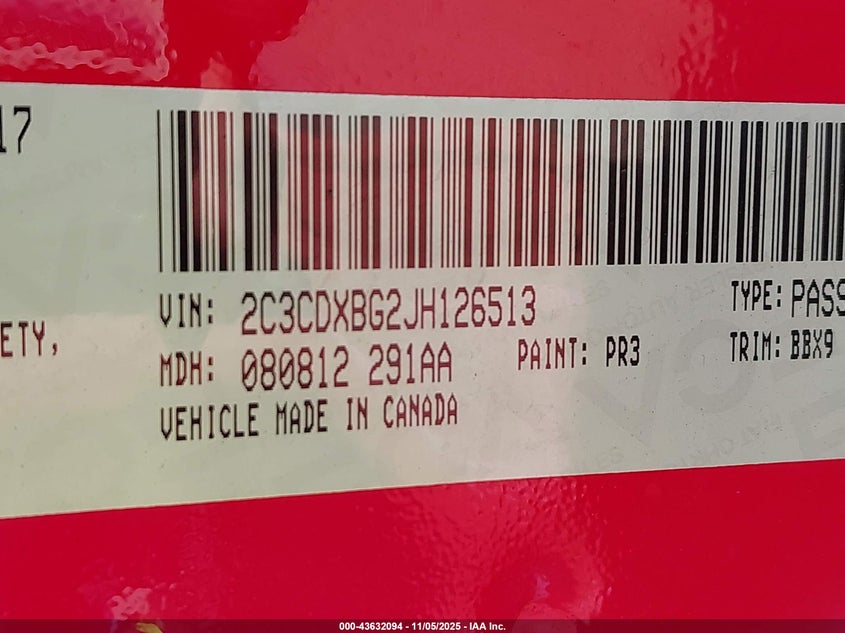 17
VIN: 2C3CDXBG2JH126513
TYPE: PASS
ETY,
MDH: 080812 291AA
PAINT: PR3
TRIM: BBX9
VEHICLE MADE IN CANADA
000-43632094 - 11/05/2025 - IAA Inc.